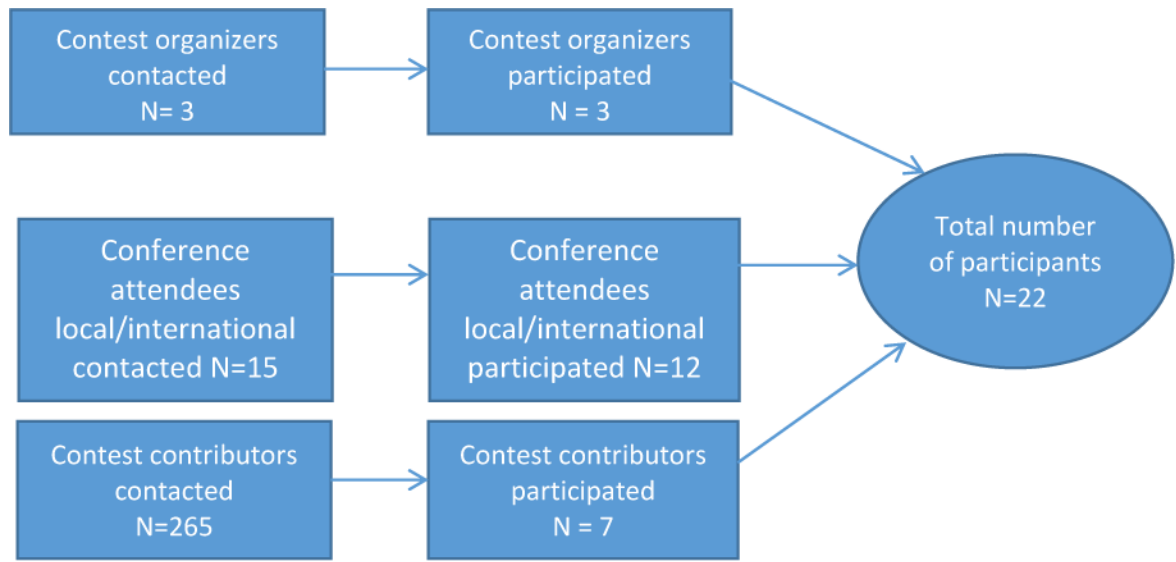 Contest organizers
contacted
N= 3
Contest organizers
participated
N = 3
Conference
attendees
local/international
contacted N=15
Conference
attendees
local/international
participated N=12
Total number
of participants
N=22
Contest contributors
contacted
N=265
Contest contributors
participated
N = 7